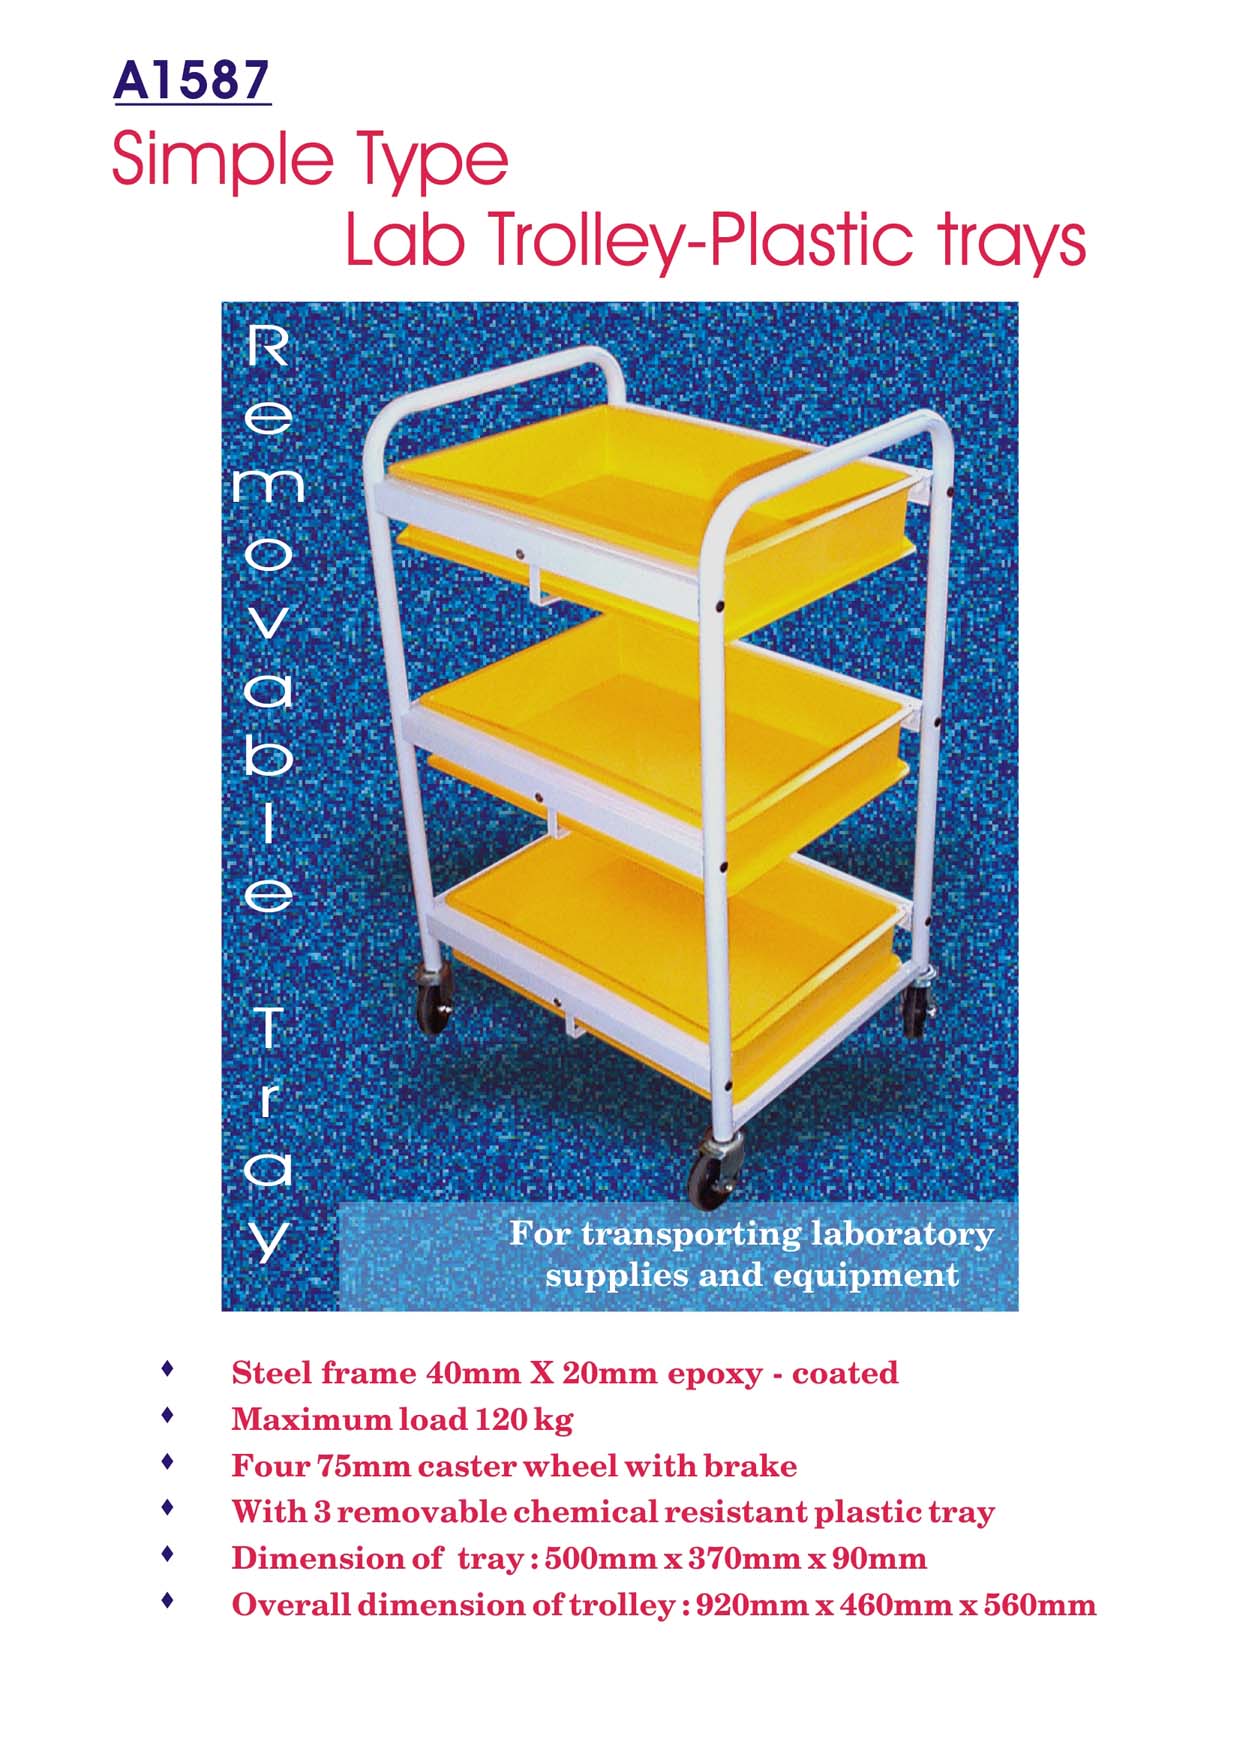 A1587
Simple Type
Lab Trolley-Plastic trays
Removable Tray
For transporting laboratory
supplies and equipment
Steel frame 40mm X 20mm epoxy - coated
Maximum load 120 kg
Four 75mm caster wheel with brake
With 3 removable chemical resistant plastic tray
Dimension of tray : 500mm x 370mm x 90mm
Overall dimension of trolley : 920mm x 460mm x 560mm